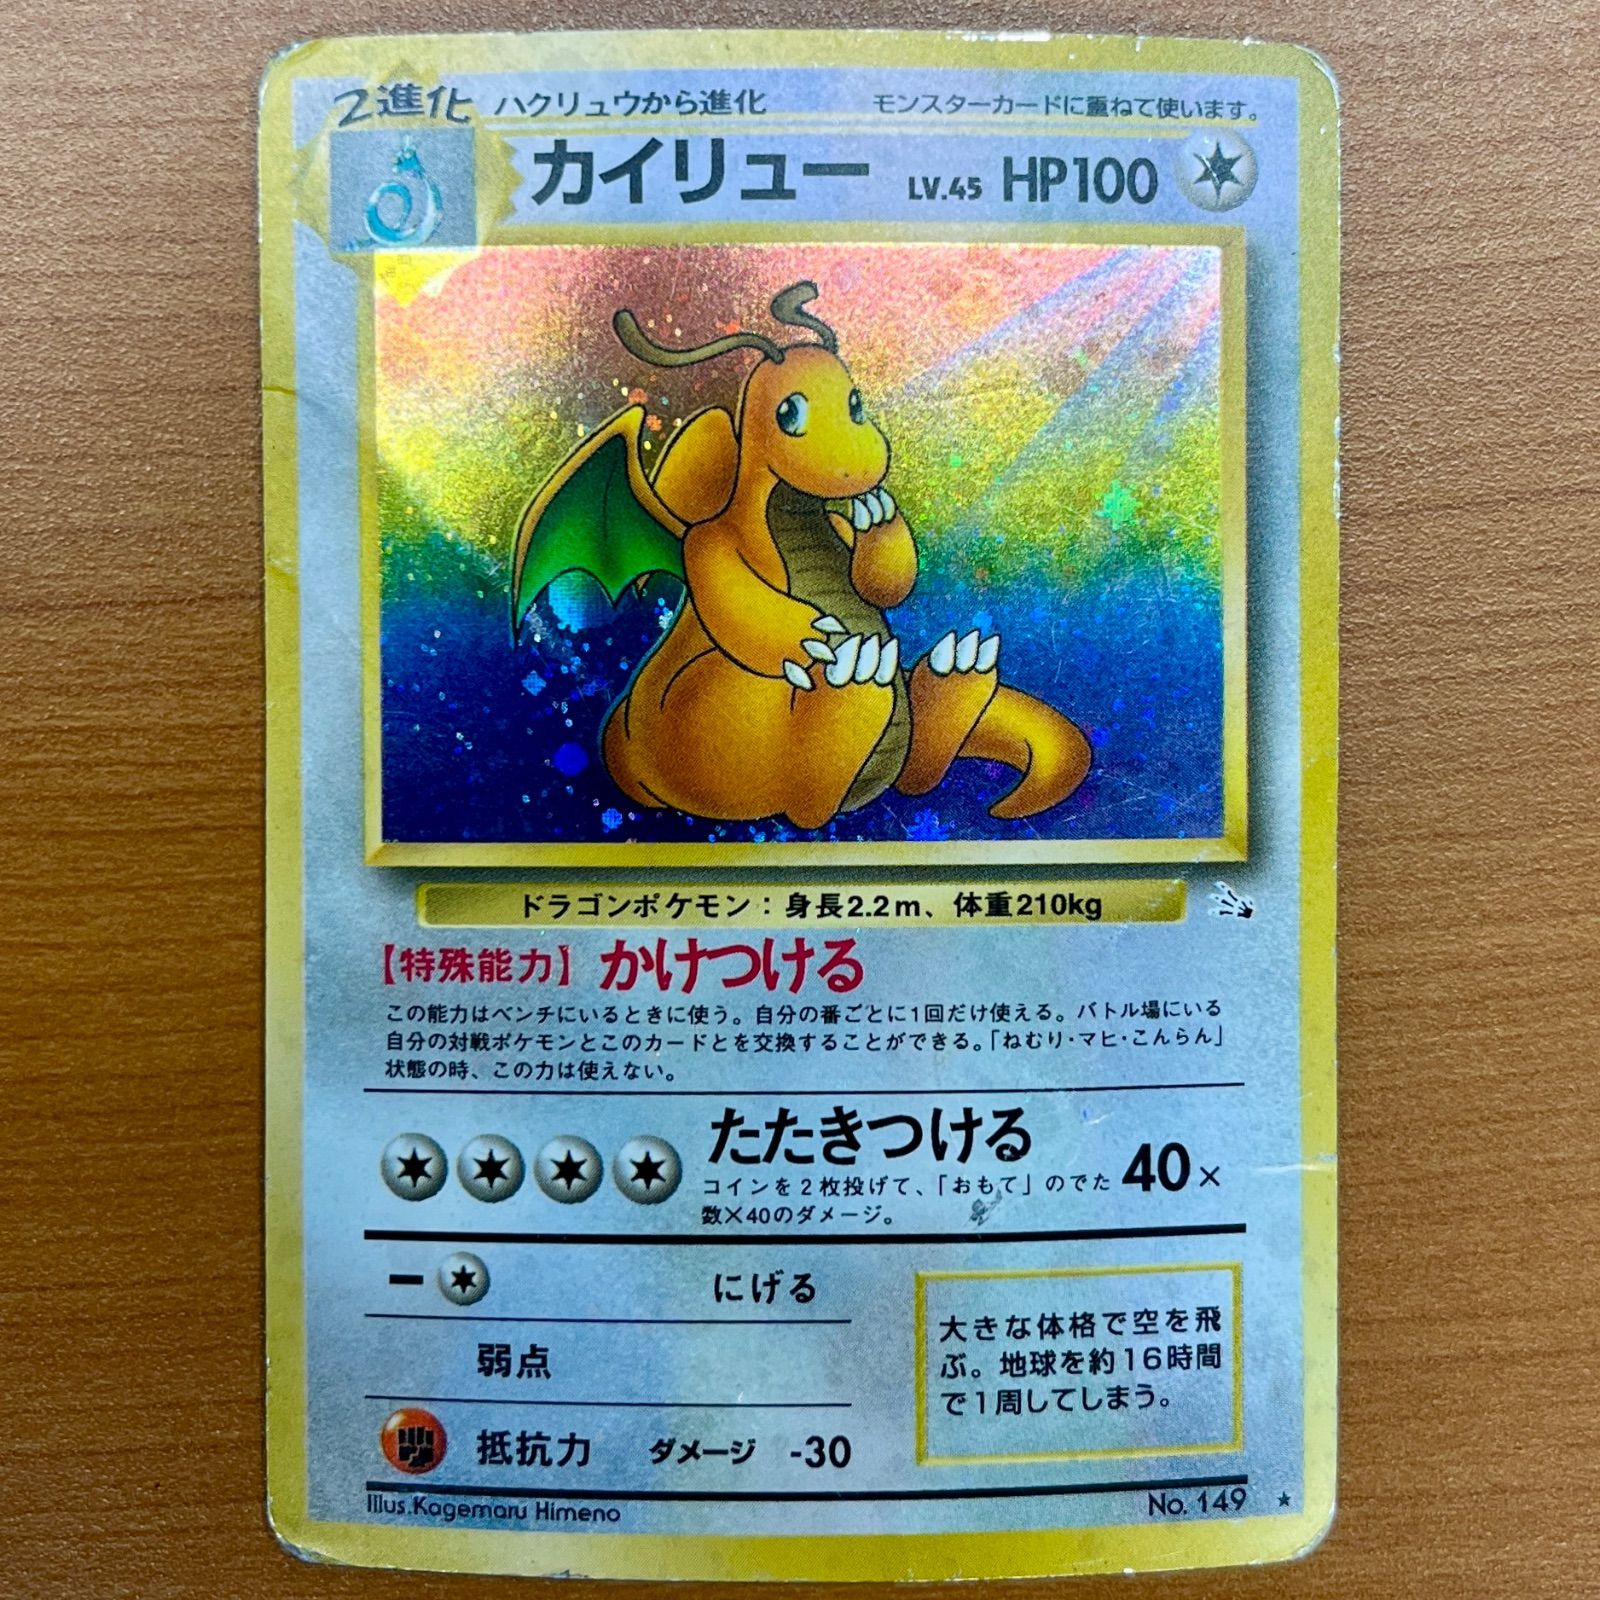 2進化 ハクリュウから進化 モンスターカードに重ねて使います。
カイリュー LV.45 HP100
ドラゴンポケモン：身長2.2m、体重210kg
【特殊能力】かけつける
この能力はベンチにいるときに使う。自分の番ごとに1回だけ使える。バトル場にいる
自分の対戦ポケモンとこのカードとを交換することができる。「ねむり・マヒ・こんらん」
状態の時、この力は使えない。
たたきつける 40×
コインを2枚投げて、「おもて」のでた
数×40のダメージ。
− にげる
弱点
抵抗力 ダメージ -30
大きな体格で空を飛
ぶ。地球を約16時間
で1周してしまう。
Illus.Kagemaru Himeno No. 149 ★